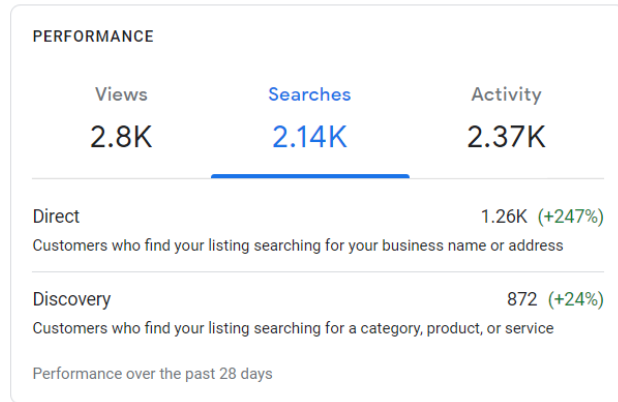 PERFORMANCE
Views Searches Activity
2.8K 2.14K 2.37K
Direct 1.26K (+247%)
Customers who find your listing searching for your business name or address
Discovery 872 (+24%)
Customers who find your listing searching for a category, product, or service
Performance over the past 28 days